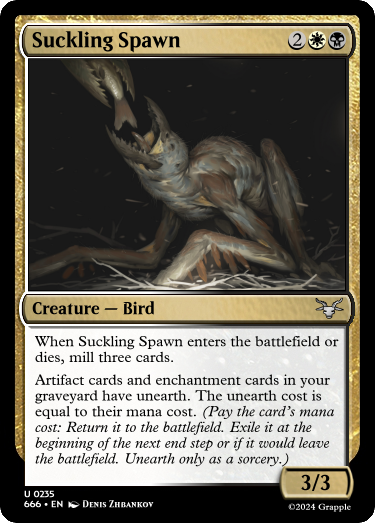 Suckling Spawn 2
Creature — Bird
When Suckling Spawn enters the battlefield or
dies, mill three cards.
Artifact cards and enchantment cards in your
graveyard have unearth. The unearth cost is
equal to their mana cost. (Pay the card's mana
cost: Return it to the battlefield. Exile it at the
beginning of the next end step or if it would leave
the battlefield. Unearth only as a sorcery.)
3/3
U 0235
666 • EN Denis Zhbankov
©2024 Grapple